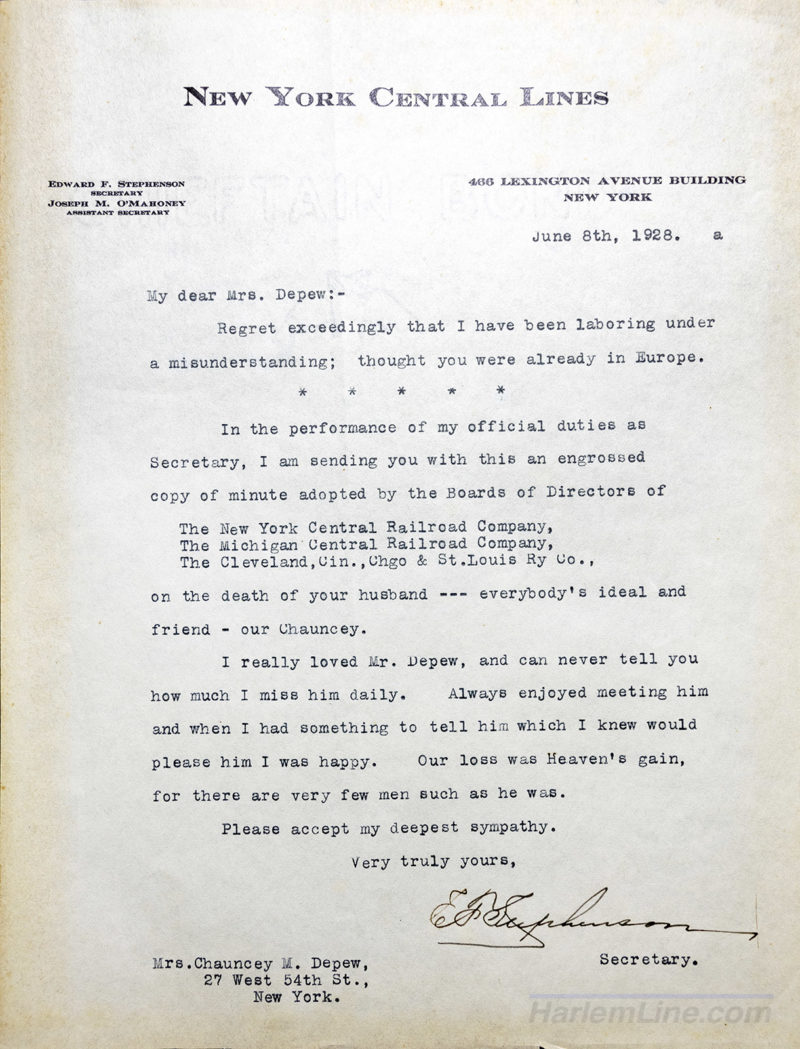 New York Central Lines
Edward F. Stephenson
Secretary
Joseph M. O'Mahoney
Assistant Secretary
466 Lexington Avenue Building
New York
June 8th, 1928. a
My dear Mrs. Depew:-
Regret exceedingly that I have been laboring under
a misunderstanding; thought you were already in Europe.
* * * * *
In the performance of my official duties as
Secretary, I am sending you with this an engrossed
copy of minute adopted by the Boards of Directors of
The New York Central Railroad Company,
The Michigan Central Railroad Company,
The Cleveland,Cin.,Chgo & St.Louis Ry Co.,
on the death of your husband --- everybody's ideal and
friend - our Chauncey.
I really loved Mr. Depew, and can never tell you
how much I miss him daily. Always enjoyed meeting him
and when I had something to tell him which I knew would
please him I was happy. Our loss was Heaven's gain,
for there are very few men such as he was.
Please accept my deepest sympathy.
Very truly yours,
E F Stephenson
Secretary.
Mrs.Chauncey M. Depew,
27 West 54th St.,
New York.
HarlemLine.com